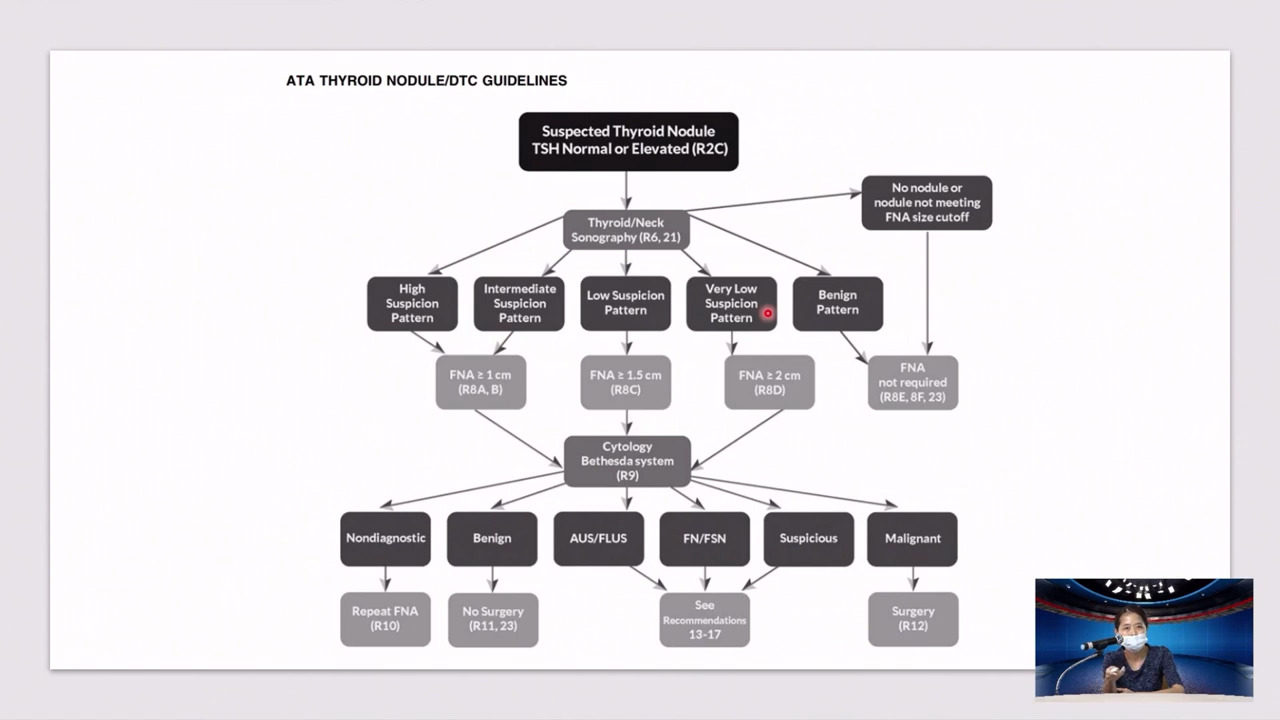 ATA THYROID NODULE/DTC GUIDELINES
Suspected Thyroid Nodule
TSH Normal or Elevated (R2C)
No nodule or
nodule not meeting
FNA size cutoff
Thyroid/Neck
Sonography (R6, 21)
High
Suspicion
Pattern
Intermediate
Suspicion
Pattern
Low Suspicion
Pattern
Very Low
Suspicion
Pattern
Benign
Pattern
FNA ≥ 1 cm
(R8A, B)
FNA ≥ 1.5 cm
(R8C)
FNA ≥ 2 cm
(R8D)
FNA
not required
(R8E, 8F, 23)
Cytology
Bethesda system
(R9)
Nondiagnostic
Benign
AUS/FLUS
FN/FSN
Suspicious
Malignant
Repeat FNA
(R10)
No Surgery
(R11, 23)
See
Recommendations
13-17
Surgery
(R12)